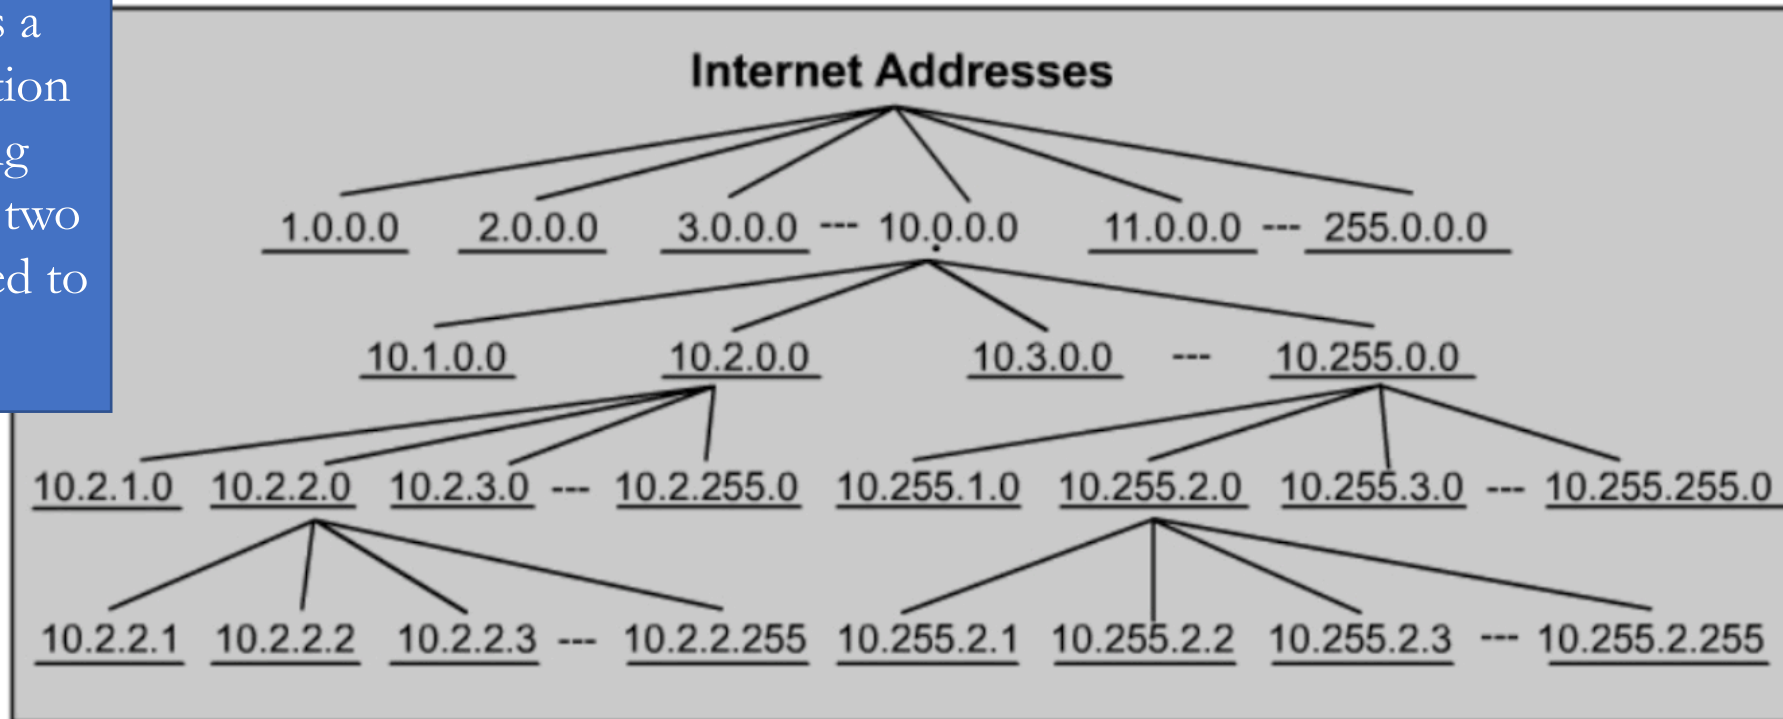 s a
tion
g
two
ed to
Internet Addresses
1.0.0.0 2.0.0.0 3.0.0.0 --- 10.0.0.0 11.0.0.0 --- 255.0.0.0
10.1.0.0 10.2.0.0 10.3.0.0 --- 10.255.0.0
10.2.1.0 10.2.2.0 10.2.3.0 --- 10.2.255.0 10.255.1.0 10.255.2.0 10.255.3.0 --- 10.255.255.0
10.2.2.1 10.2.2.2 10.2.2.3 --- 10.2.2.255 10.255.2.1 10.255.2.2 10.255.2.3 --- 10.255.2.255